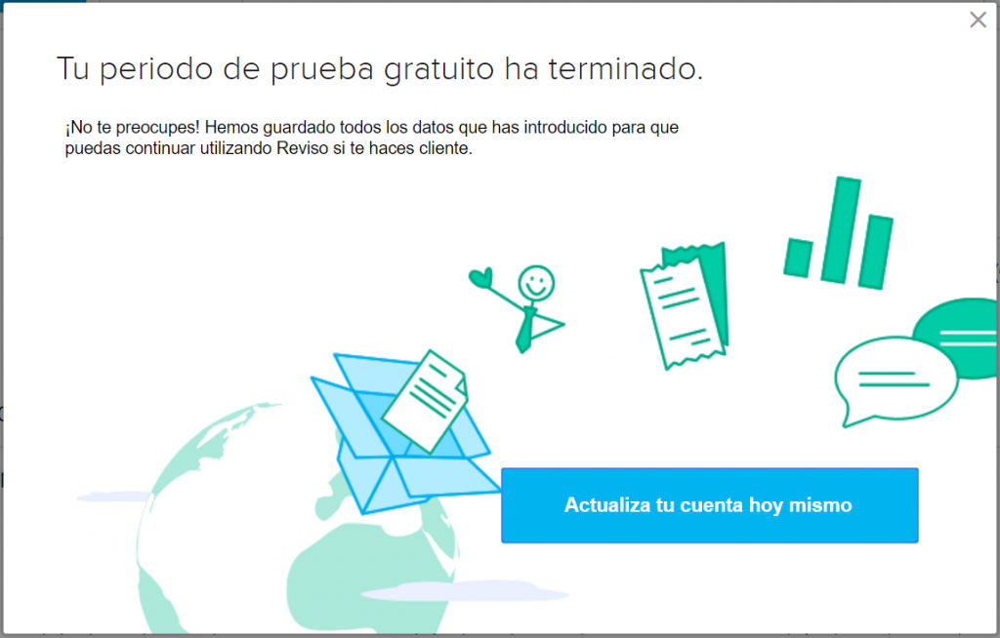 Tu periodo de prueba gratuito ha terminado.
¡No te preocupes! Hemos guardado todos los datos que has introducido para que
puedas continuar utilizando Reviso si te haces cliente.
Actualiza tu cuenta hoy mismo